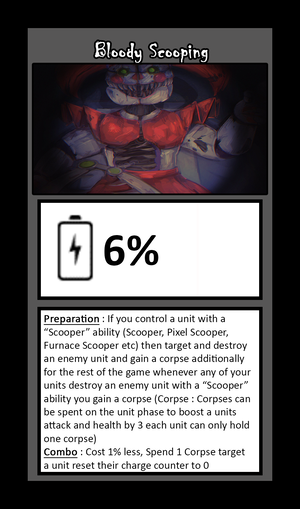 Bloody Scooping
6%
Preparation : If you control a unit with a
“Scooper” ability (Scooper, Pixel Scooper,
Furnace Scooper etc) then target and destroy
an enemy unit and gain a corpse additionally
for the rest of the game whenever any of your
units destroy an enemy unit with a “Scooper”
ability you gain a corpse (Corpse : Corpses can
be spent on the unit phase to boost a units
attack and health by 3 each unit can only hold
one corpse)
Combo : Cost 1% less, Spend 1 Corpse target
a unit reset their charge counter to 0